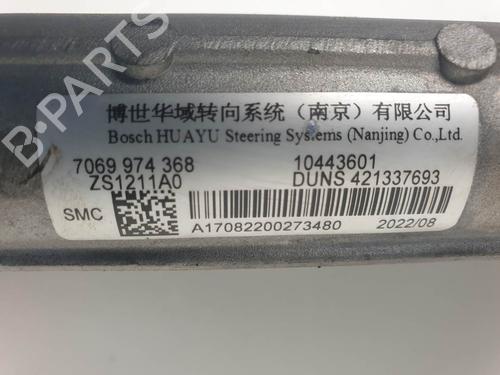 B-PARTS
博世华域转向系统（南京）有限公司
Bosch HUAYU Steering Systems (Nanjing) Co.,Ltd.
7069 974 368
10443601
ZS1211A0
DUNS 421337693
SMC
A17082200273480
2022/08